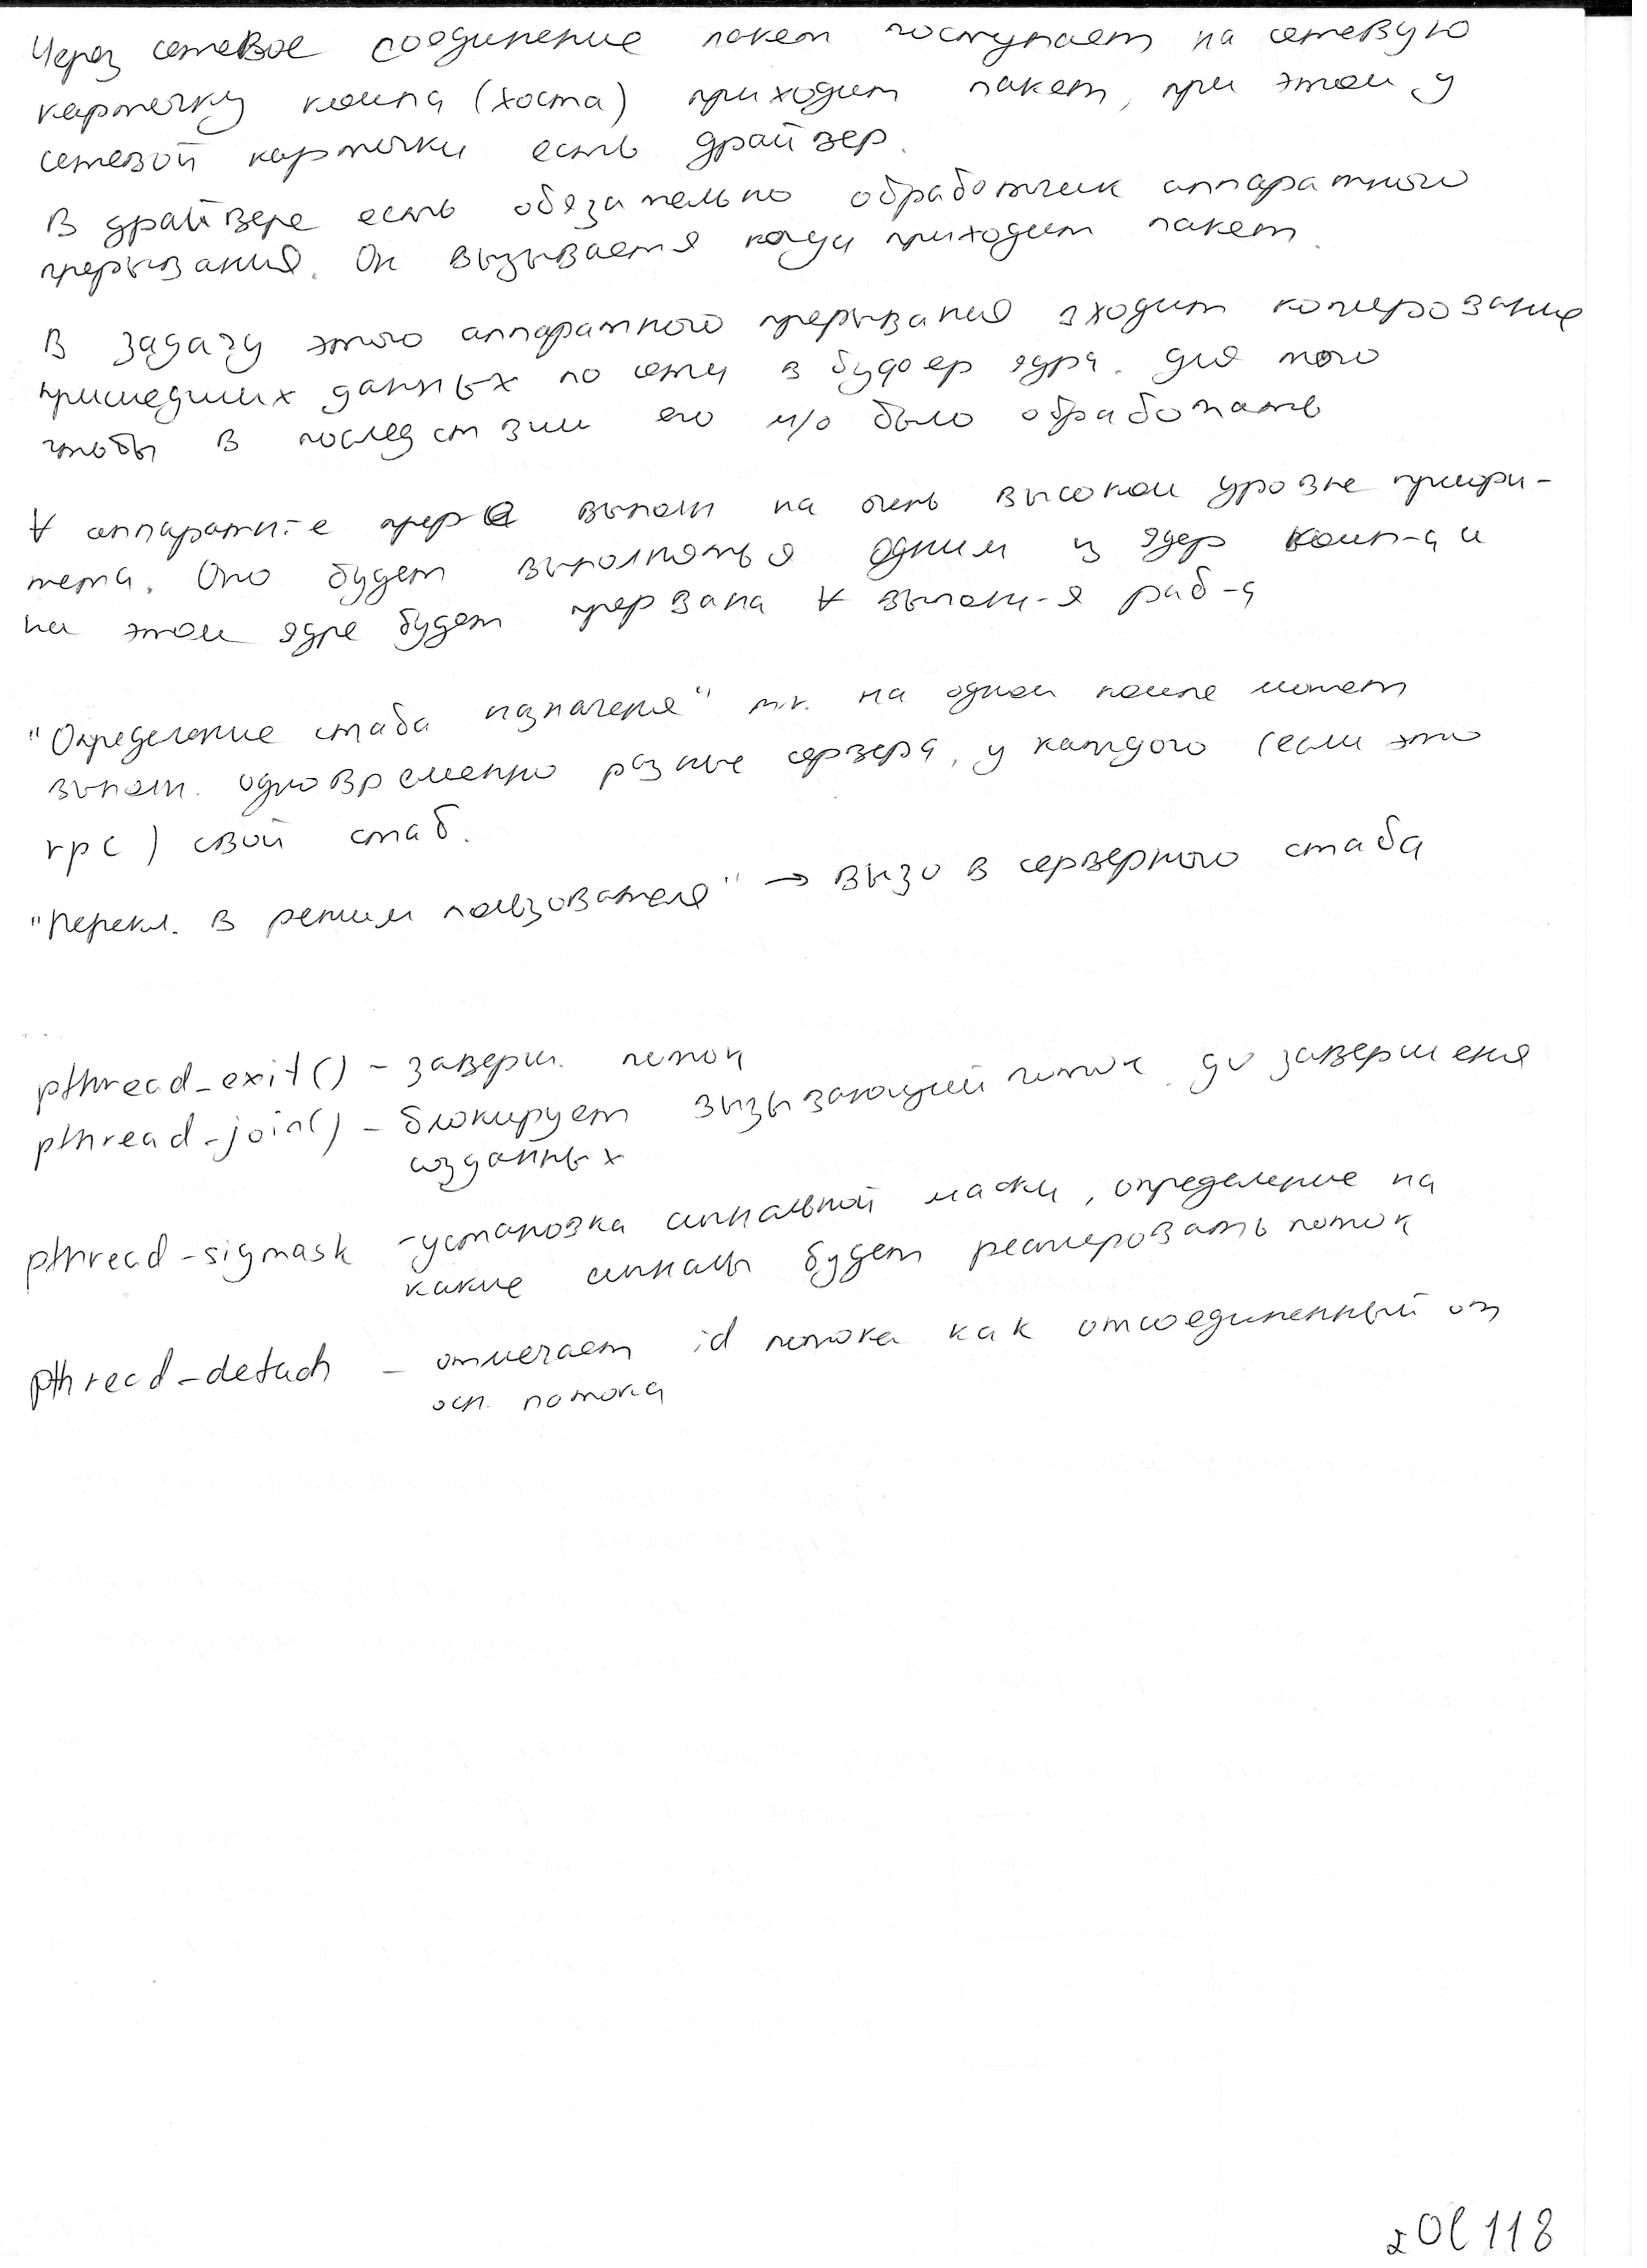 Через сетевое соединение пакет поступает на сетевую
карточку компа (хоста) приходит пакет, при этом у
сетевой карточки есть драйвер.
В драйвере есть обязательно обработчик аппаратного
прерывания. Он вызывается когда приходит пакет.
В задачу этого аппаратного прерывания входит копирование
пришедших данных по сети в буфер ядра. для того
чтобы в последствии его м/о было обработать
∀ аппаратн-е прер выполн на очень высоком уровне приори-
тета. Оно будет выполняться одним из ядер комп-а и
на этом ядре будет прервана ∀ выполн-я раб-а
"Определение стаба назначения" т.к. на одном компе может
выполн. одновременно разные сервера, у каждого (если это
rpc) свой стаб.
"Перекл. в режим пользователя" → вызов серверного стаба
pthread_exit() - заверш. поток
pthread_join() - блокирует вызывающий поток до завершения
созданных
pthread_sigmask - установка сигнальной маски, определение на
какие сигналы будет реагировать поток
pthread_detach - отмечает id потока как отсоединенный от
осн. потока
118